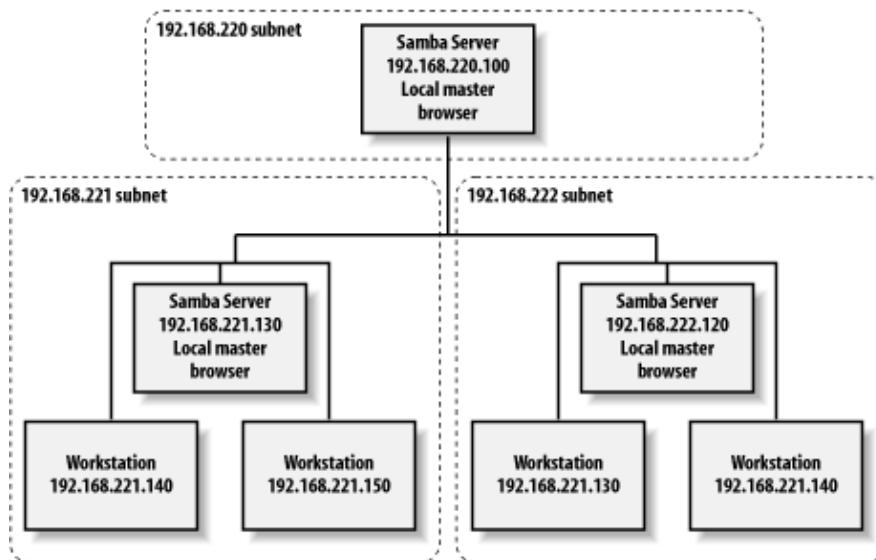 192.168.220 subnet
Samba Server
192.168.220.100
Local master
browser
192.168.221 subnet
192.168.222 subnet
Samba Server
192.168.221.130
Local master
browser
Samba Server
192.168.222.120
Local master
browser
Workstation
192.168.221.140
Workstation
192.168.221.150
Workstation
192.168.221.130
Workstation
192.168.221.140